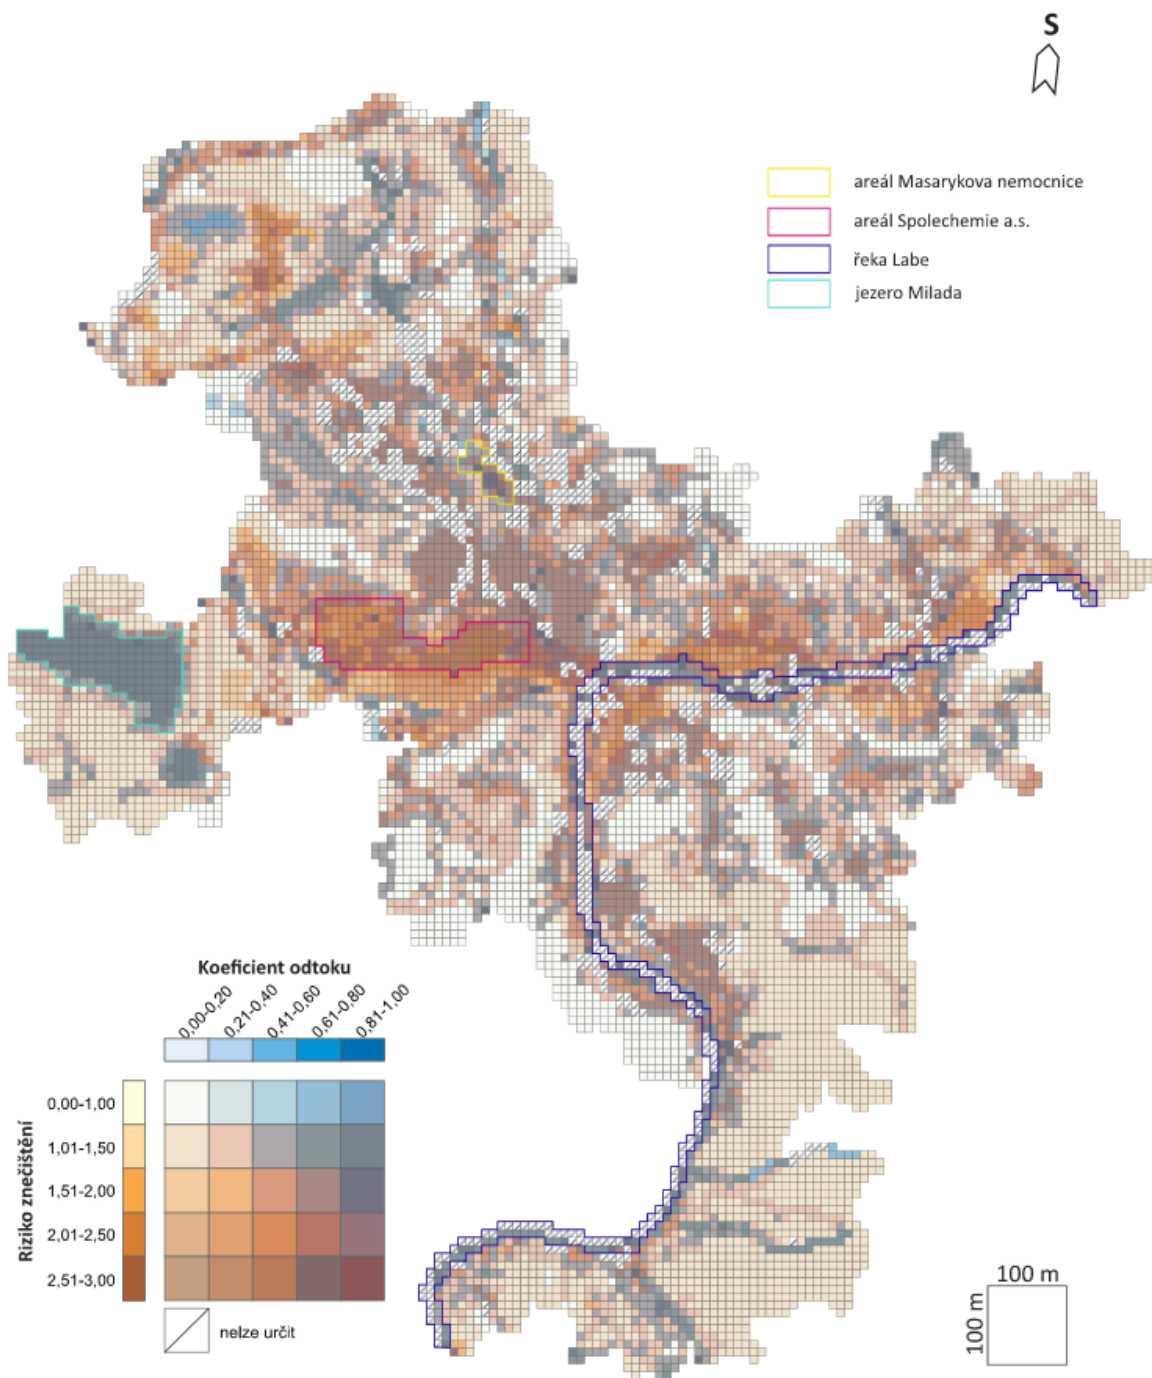 S
areál Masarykova nemocnice
areál Spolechemie a.s.
řeka Labe
jezero Milada
Koeficient odtoku
0,00-0,20
0,21-0,40
0,41-0,60
0,61-0,80
0,81-1,00
Riziko znečištění
0,00-1,00
1,01-1,50
1,51-2,00
2,01-2,50
2,51-3,00
nelze určit
100 m
100 m